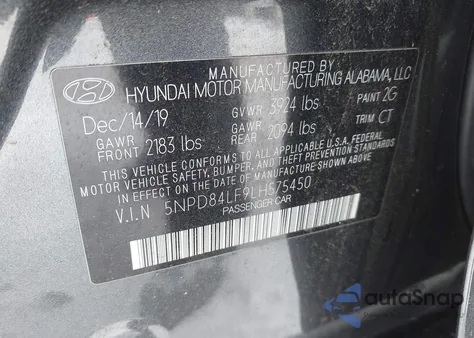 MANUFACTURED BY
HYUNDAI MOTOR MANUFACTURING ALABAMA, LLC
Dec/14/19 GVWR 3924 lbs PAINT 2G
GAWR FRONT 2183 lbs GAWR REAR 2094 lbs TRIM CT
THIS VEHICLE CONFORMS TO ALL APPLICABLE U.S.A. FEDERAL
MOTOR VEHICLE SAFETY, BUMPER, AND THEFT PREVENTION STANDARDS
IN EFFECT ON THE DATE OF MANUFACTURE SHOWN ABOVE.
V.I.N 5NPD84LF9LH575450
PASSENGER CAR
autaSnap